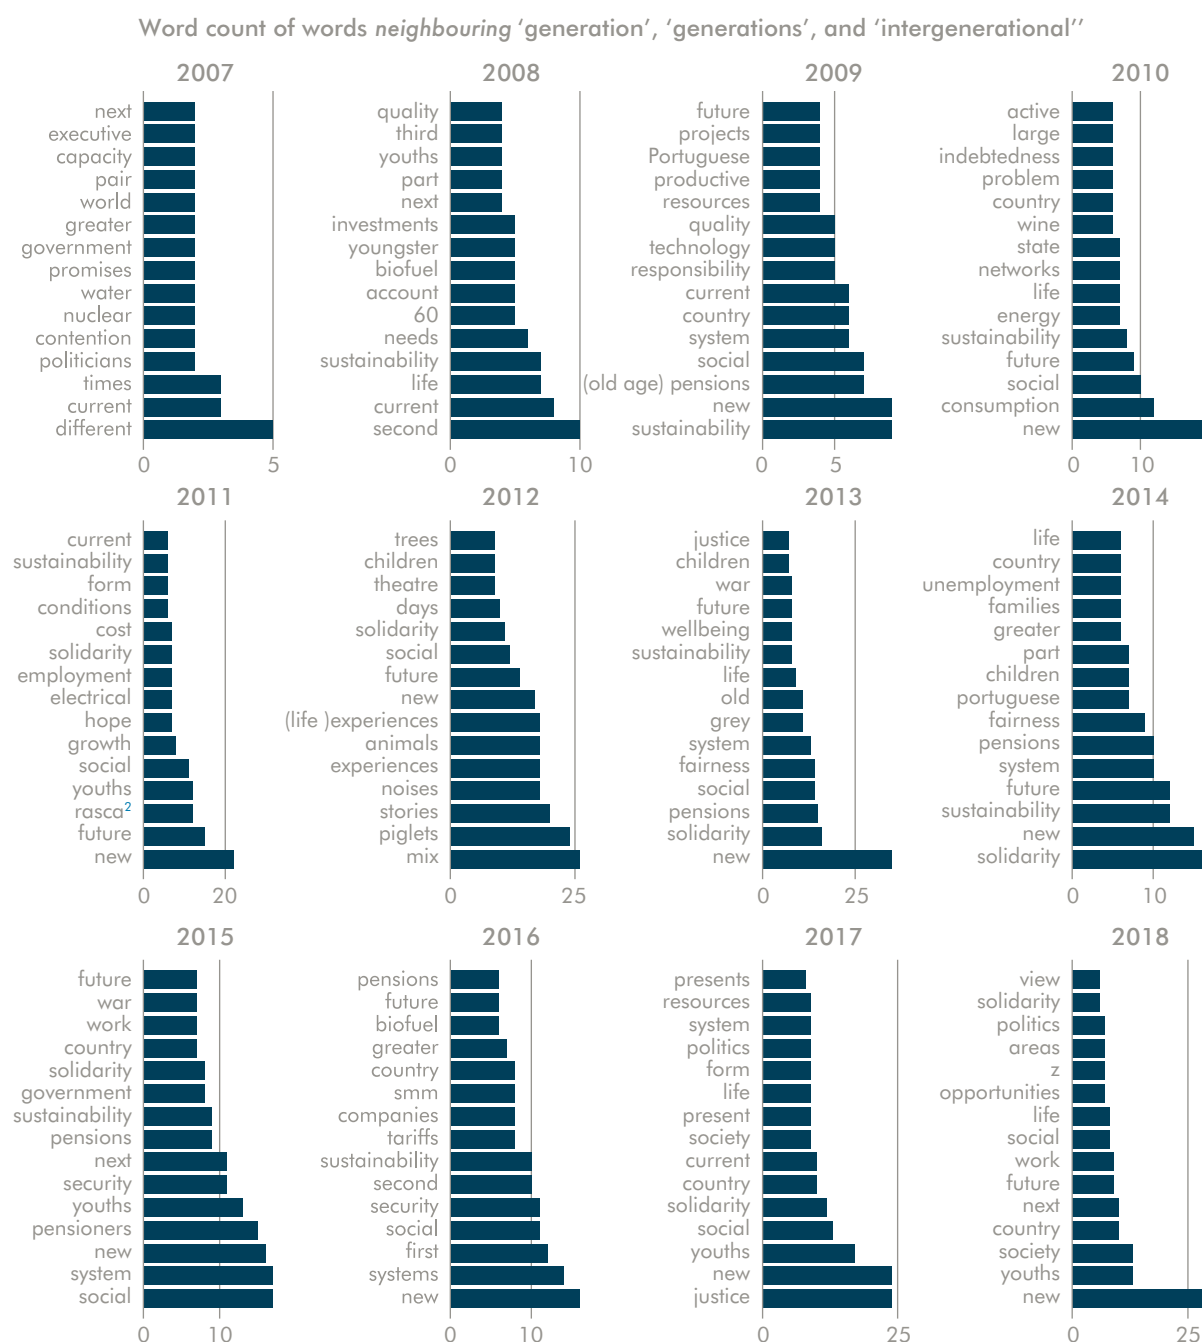 Word count of words neighbouring ‘generation’, ‘generations’, and ‘intergenerational’’
2007
next
executive
capacity
pair
world
greater
government
promises
water
nuclear
contention
politicians
times
current
different
0 5
2008
quality
third
youths
part
next
investments
youngster
biofuel
account
60
needs
sustainability
life
current
second
0 10
2009
future
projects
Portuguese
productive
resources
quality
technology
responsibility
current
country
system
social
(old age) pensions
new
sustainability
0 5
2010
active
large
indebtedness
problem
country
wine
state
networks
life
energy
sustainability
future
social
consumption
new
0 10
2011
current
sustainability
form
conditions
cost
solidarity
employment
electrical
hope
growth
social
youths
rasca²
future
new
0 20
2012
trees
children
theatre
days
solidarity
social
future
new
(life )experiences
animals
experiences
noises
stories
piglets
mix
0 25
2013
justice
children
war
future
wellbeing
sustainability
life
old
grey
system
fairness
social
pensions
solidarity
new
0 25
2014
life
country
unemployment
families
greater
part
children
portuguese
fairness
pensions
system
future
sustainability
new
solidarity
0 10
2015
future
war
work
country
solidarity
government
sustainability
pensions
next
security
youths
pensioners
new
system
social
0 10
2016
pensions
future
biofuel
greater
country
smm
companies
tariffs
sustainability
second
security
social
first
systems
new
0 10
2017
presents
resources
system
politics
form
life
present
society
current
country
solidarity
social
youths
new
justice
0 25
2018
view
solidarity
politics
areas
z
opportunities
life
social
work
future
next
country
society
youths
new
0 25